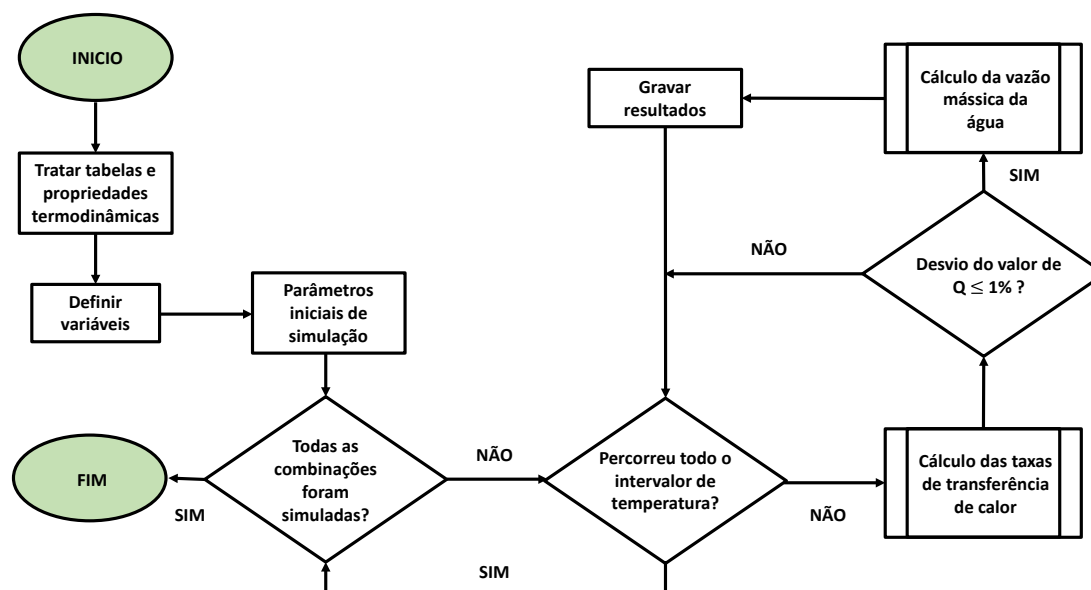 INICIO
Tratar tabelas e
propriedades
termodinâmicas
Definir
variáveis
Parâmetros
iniciais de
simulação
Todas as
combinações
foram
simuladas?
SIM
FIM
NÃO
Percorreu todo o
intervalor de
temperatura?
SIM
NÃO
Cálculo das taxas
de transferência
de calor
Desvio do valor de
Q ≤ 1% ?
NÃO
SIM
Cálculo da vazão
mássica da
água
Gravar
resultados